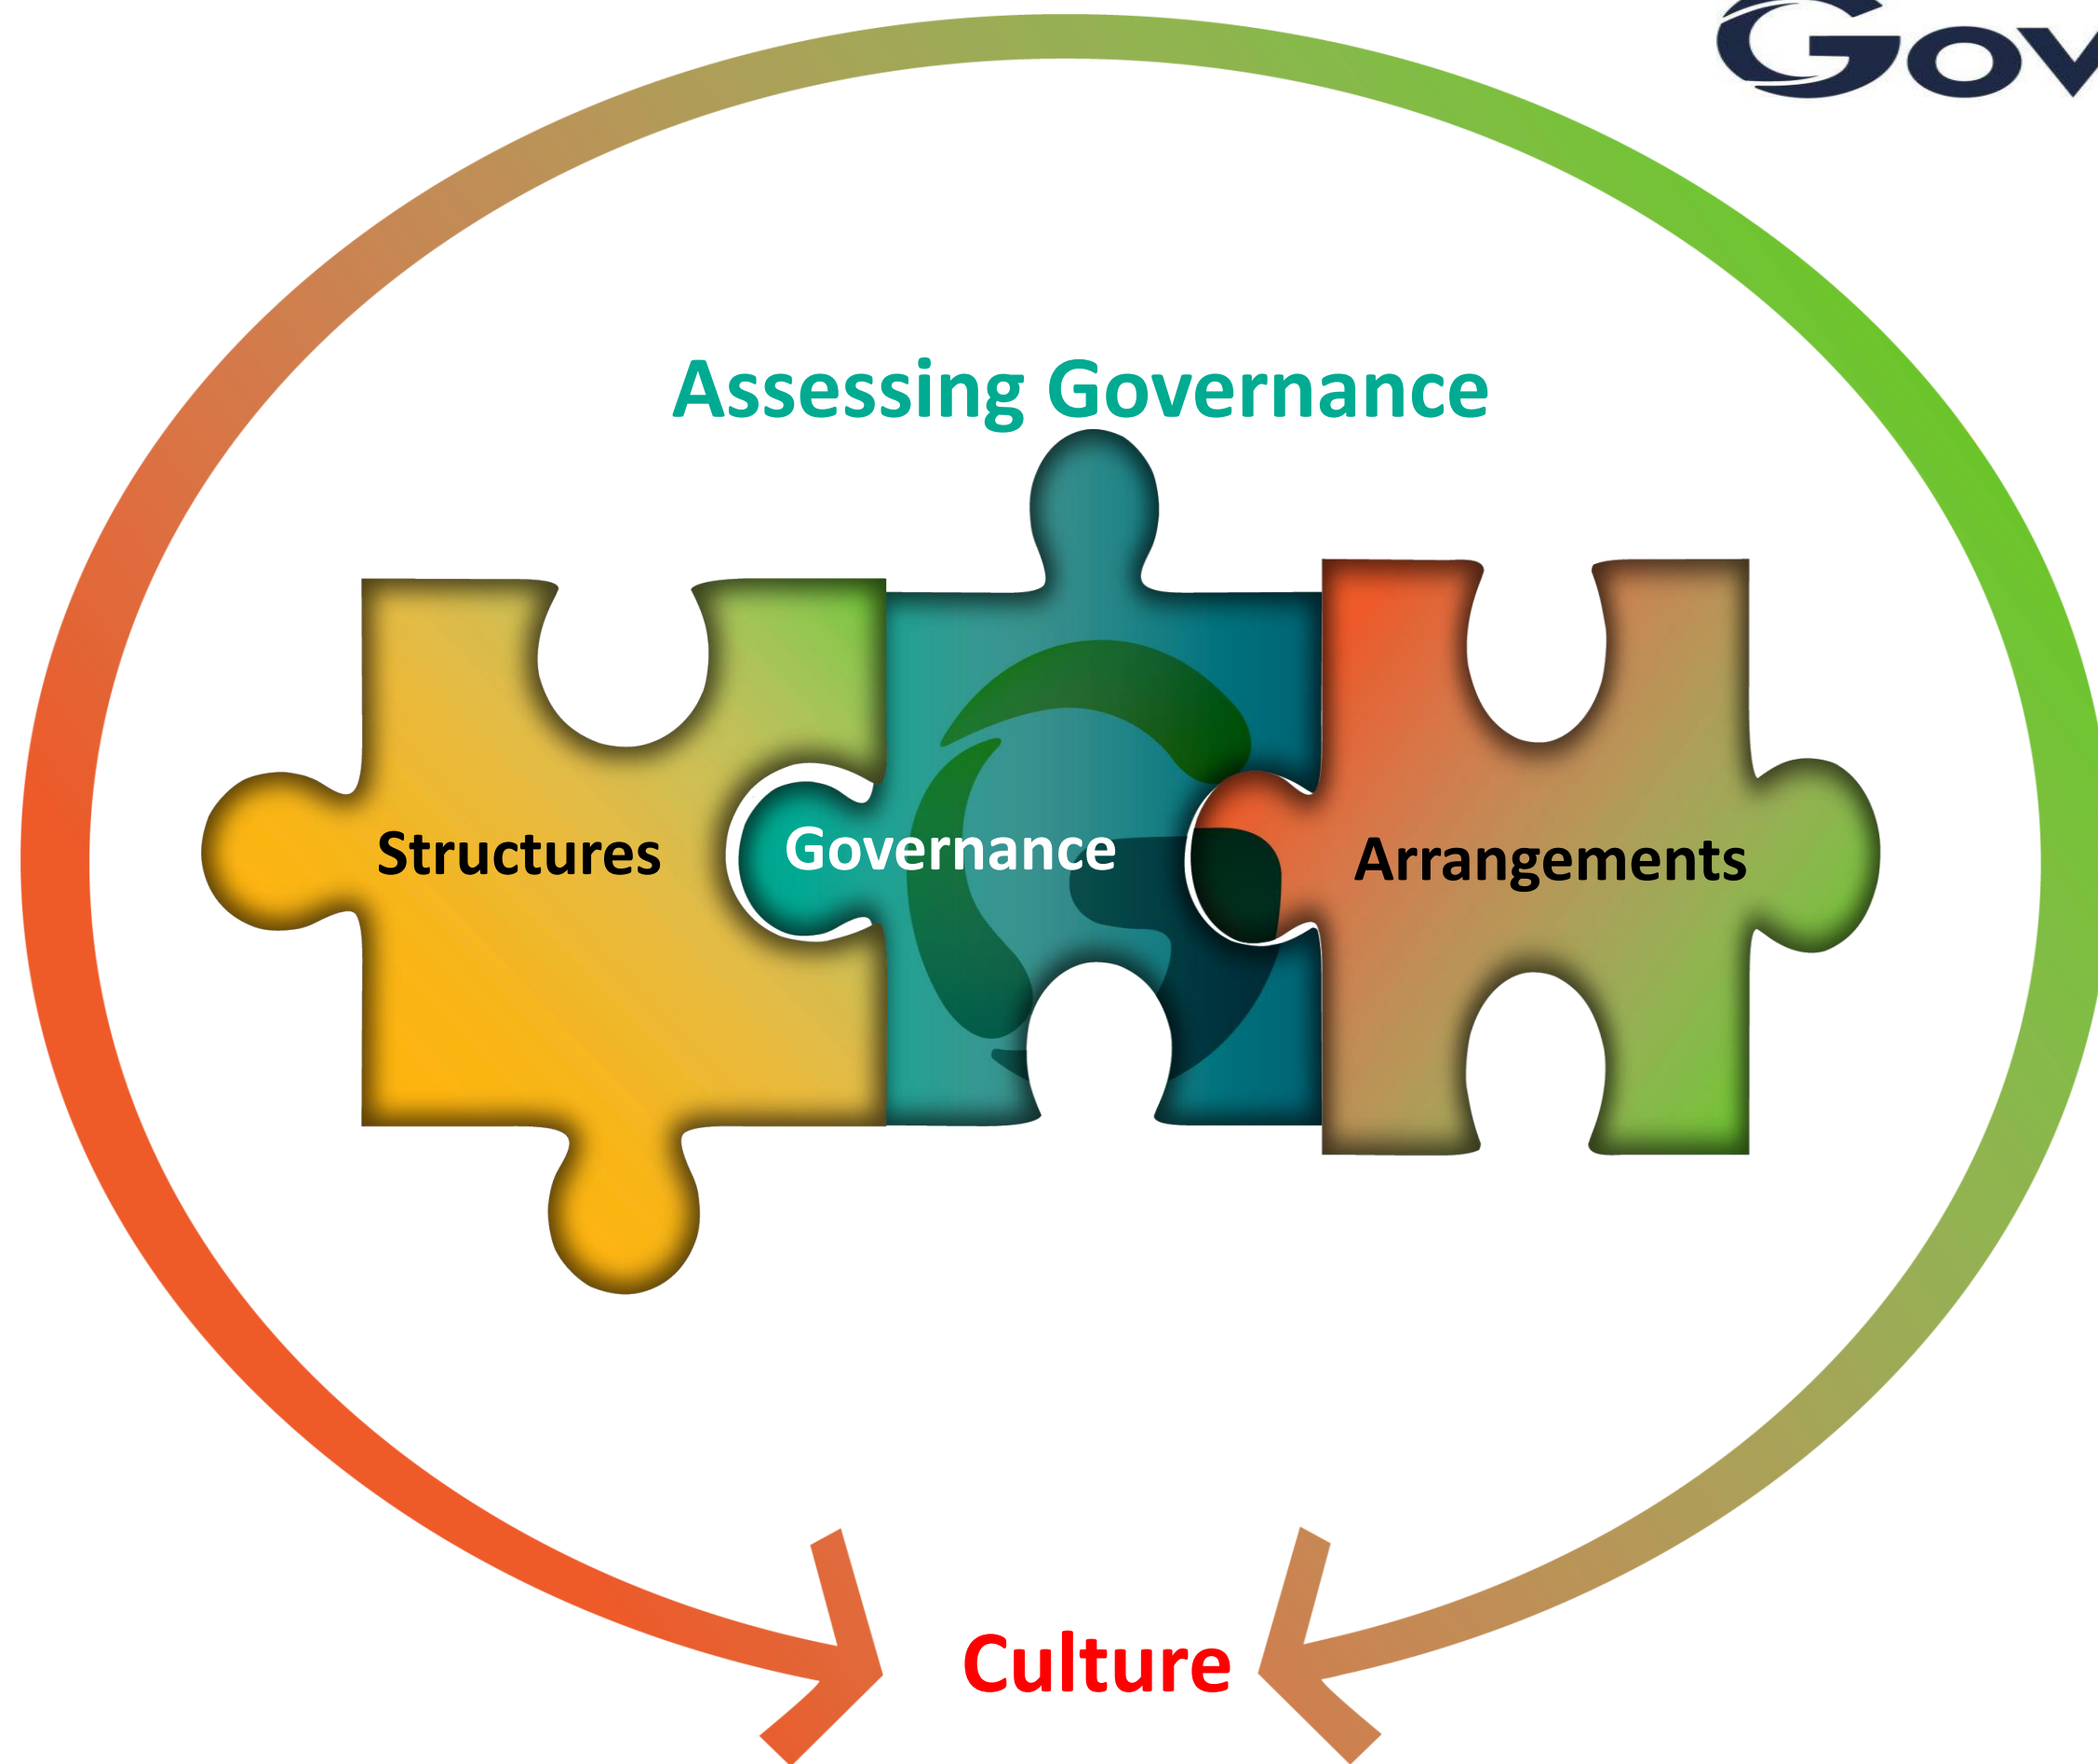 Gov
Assessing Governance
Structures
Governance
Arrangements
Culture